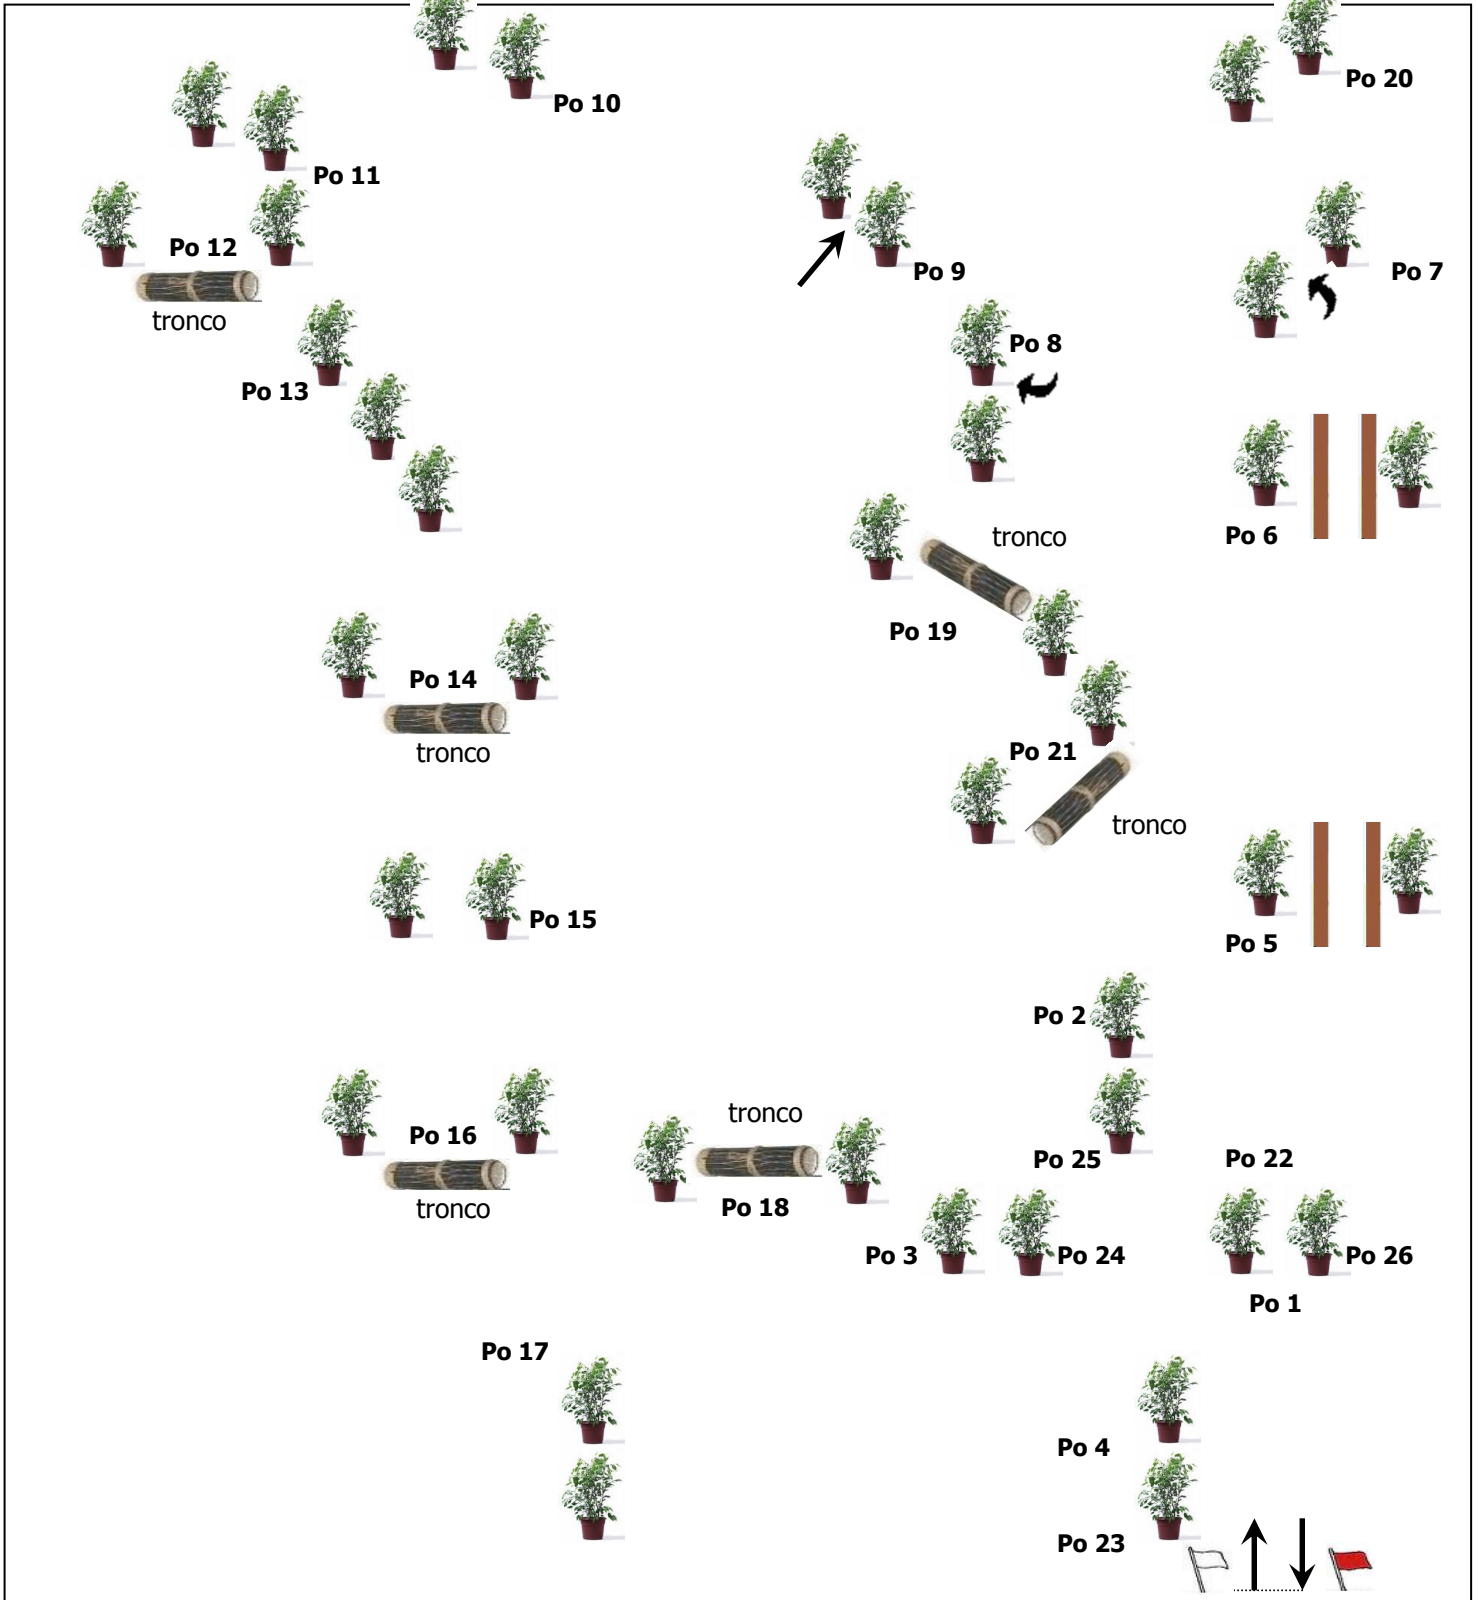 Po 20
Po 10
Po 11
Po 12
tronco
Po 9
Po 7
Po 8
Po 13
Po 6
tronco
Po 19
Po 14
tronco
Po 21
tronco
Po 15
Po 5
Po 2
Po 16
tronco
tronco
Po 18
Po 25
Po 22
Po 3
Po 24
Po 26
Po 1
Po 17
Po 4
Po 23